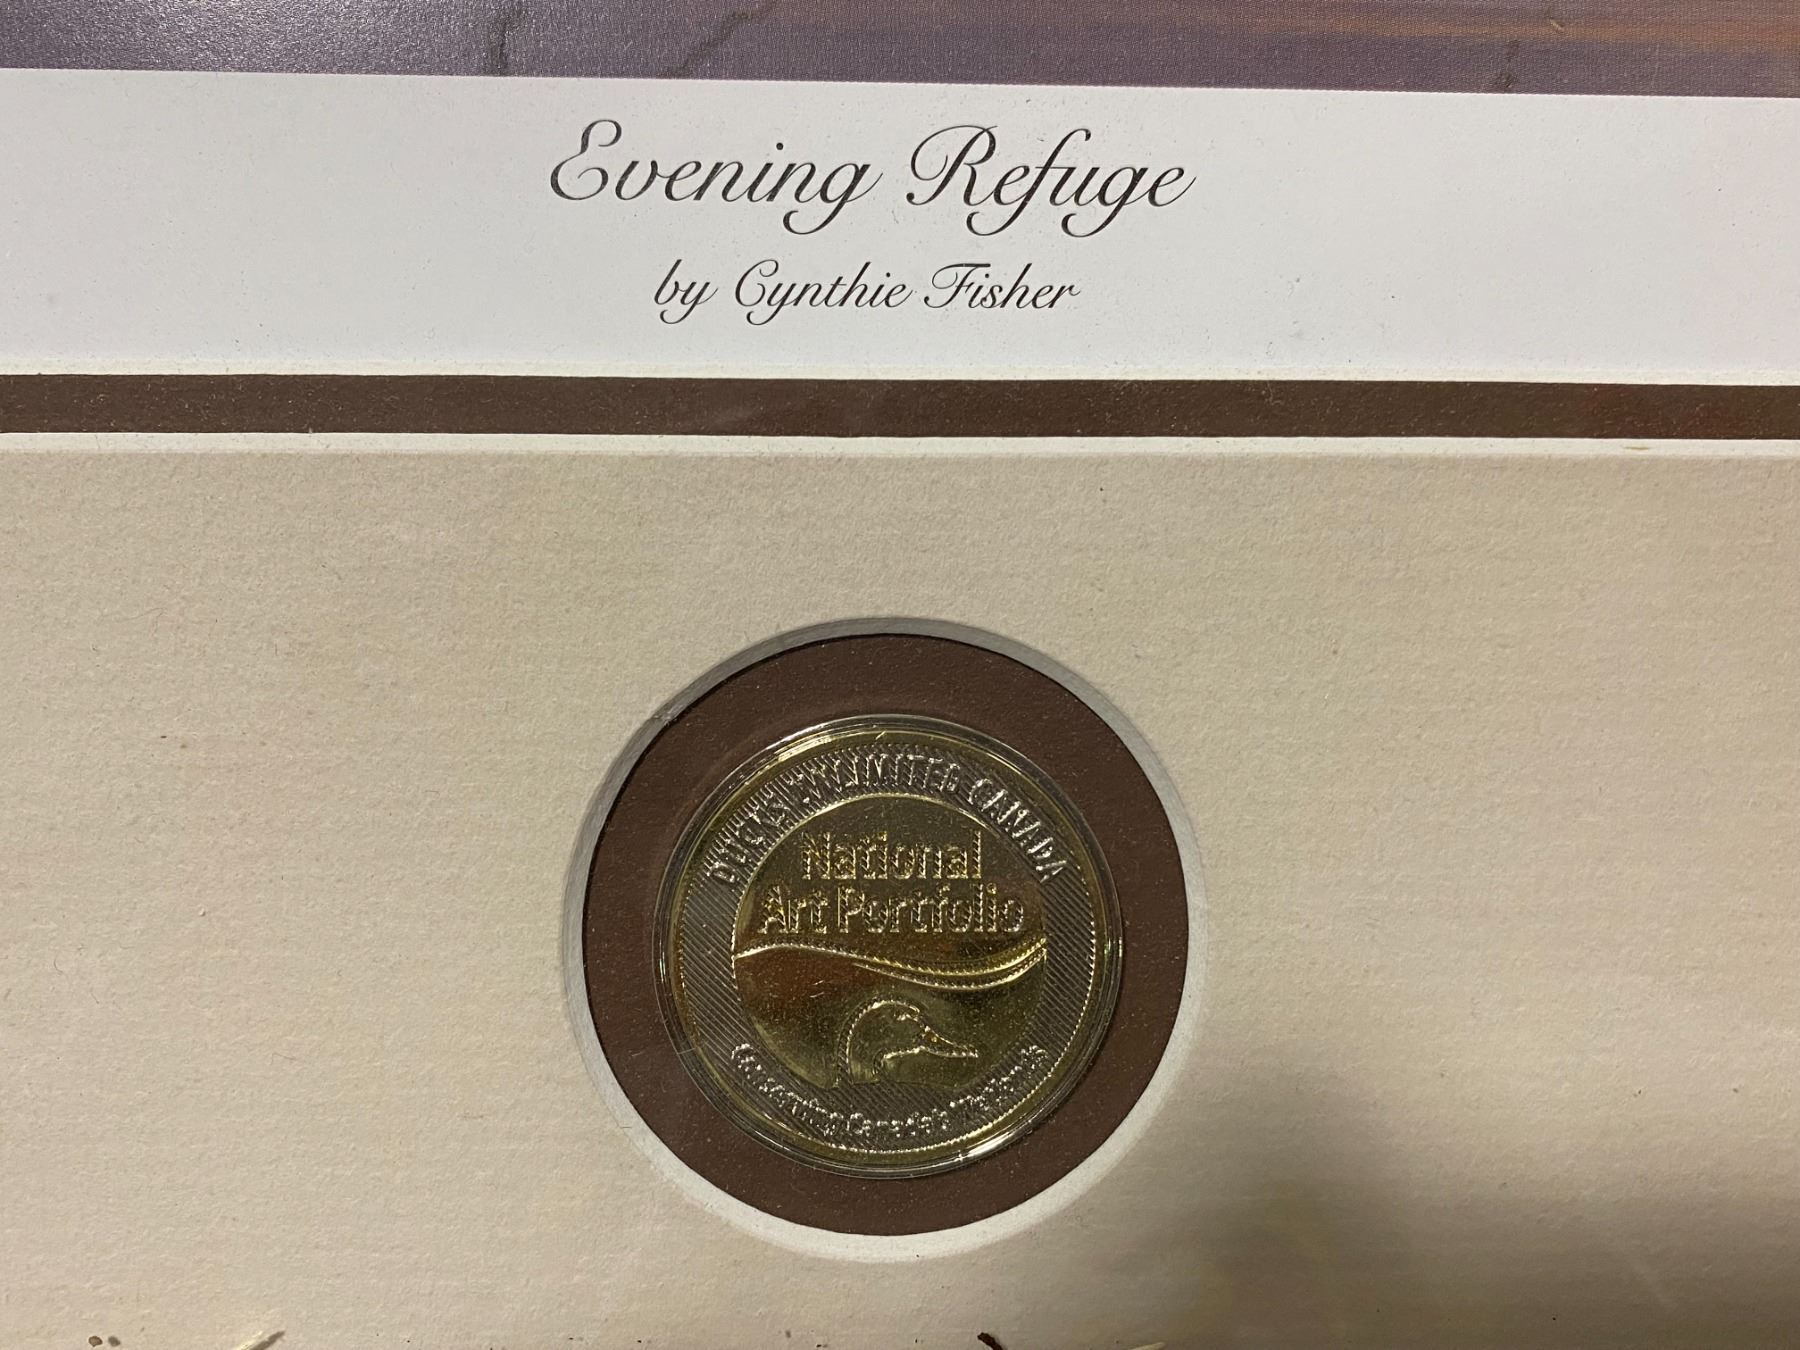 Evening Refuge
by Cynthie Fisher
DUCKS UNLIMITED CANADA
National
Art Portfolio
Conserving Canada's Wetlands